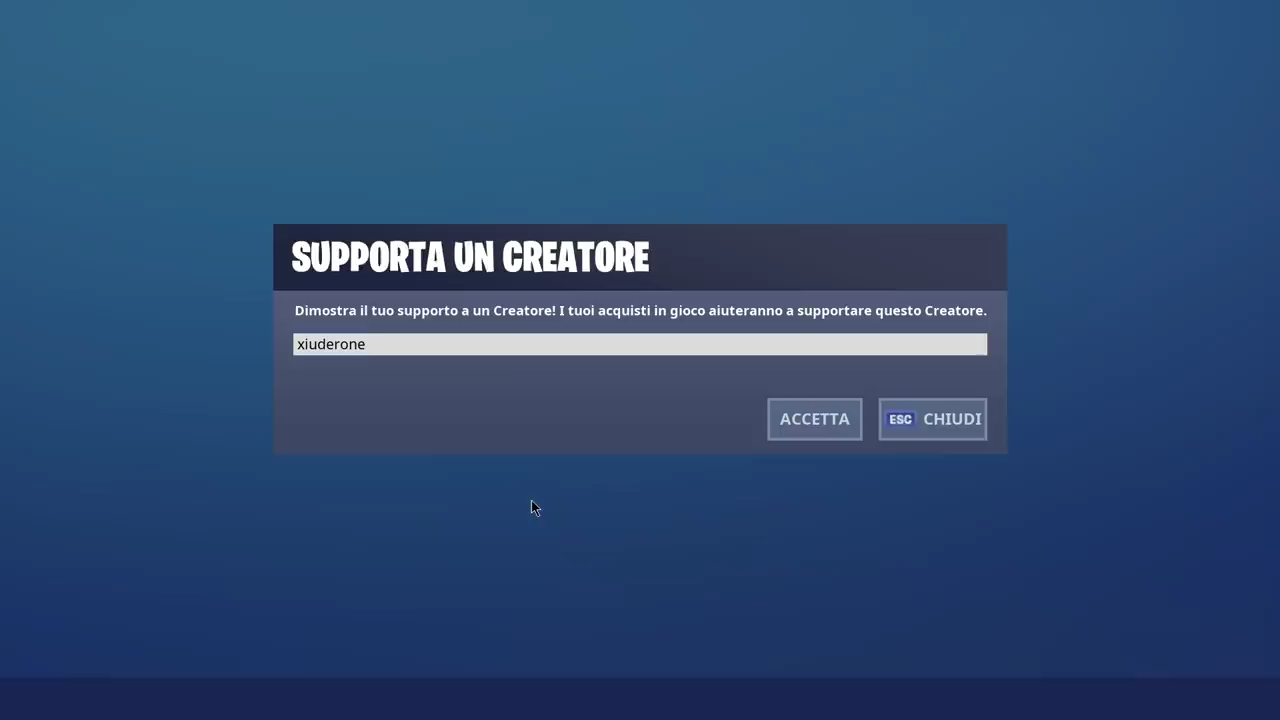 SUPPORTA UN CREATORE
Dimostra il tuo supporto a un Creatore! I tuoi acquisti in gioco aiuteranno a supportare questo Creatore.
xiuderone
ACCETTA
ESC CHIUDI